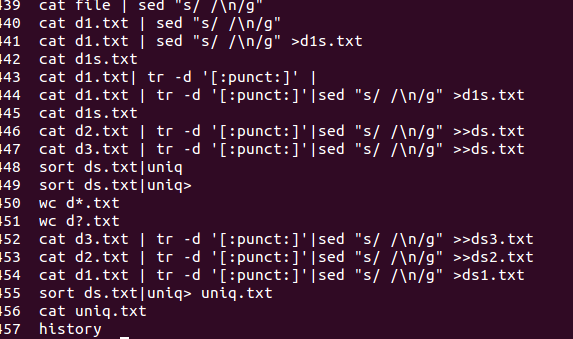 439 cat file | sed "s/ /\n/g"
440 cat d1.txt | sed "s/ /\n/g"
441 cat d1.txt | sed "s/ /\n/g" >d1s.txt
442 cat d1s.txt
443 cat d1.txt| tr -d '[:punct:]' |
444 cat d1.txt | tr -d '[:punct:]'|sed "s/ /\n/g" >d1s.txt
445 cat d1s.txt
446 cat d2.txt | tr -d '[:punct:]'|sed "s/ /\n/g" >>ds.txt
447 cat d3.txt | tr -d '[:punct:]'|sed "s/ /\n/g" >>ds.txt
448 sort ds.txt|uniq
449 sort ds.txt|uniq>
450 wc d*.txt
451 wc d?.txt
452 cat d3.txt | tr -d '[:punct:]'|sed "s/ /\n/g" >>ds3.txt
453 cat d2.txt | tr -d '[:punct:]'|sed "s/ /\n/g" >>ds2.txt
454 cat d1.txt | tr -d '[:punct:]'|sed "s/ /\n/g" >ds1.txt
455 sort ds.txt|uniq> uniq.txt
456 cat uniq.txt
457 history